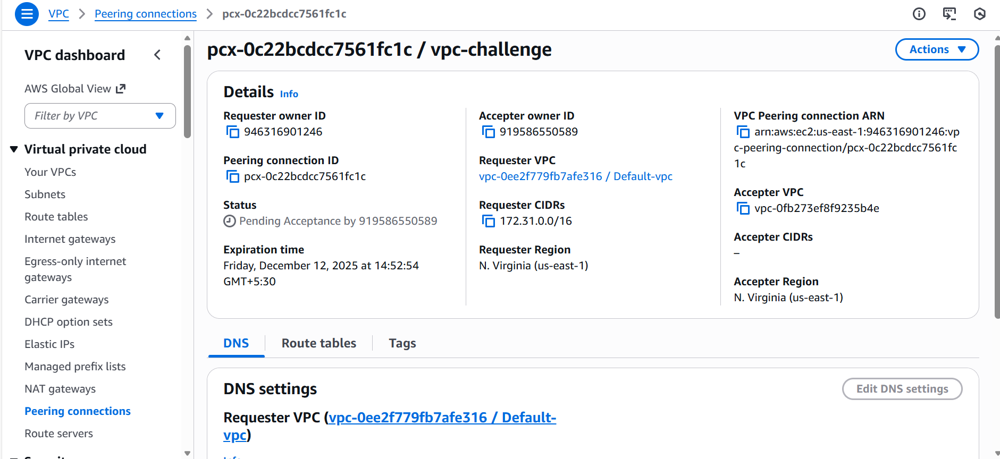 VPC > Peering connections > pcx-0c22bcdcc7561fc1c
VPC dashboard
AWS Global View
Filter by VPC
Virtual private cloud
Your VPCs
Subnets
Route tables
Internet gateways
Egress-only internet
gateways
Carrier gateways
DHCP option sets
Elastic IPs
Managed prefix lists
NAT gateways
Peering connections
Route servers
pcx-0c22bcdcc7561fc1c / vpc-challenge
Actions
Details Info
Requester owner ID
946316901246
Peering connection ID
pcx-0c22bcdcc7561fc1c
Status
Pending Acceptance by 919586550589
Expiration time
Friday, December 12, 2025 at 14:52:54
GMT+5:30
Accepter owner ID
919586550589
Requester VPC
vpc-0ee2f779fb7afe316 / Default-vpc
Requester CIDRs
172.31.0.0/16
Requester Region
N. Virginia (us-east-1)
VPC Peering connection ARN
arn:aws:ec2:us-east-1:946316901246:vp
c-peering-connection/pcx-0c22bcdcc7561fc
1c
Accepter VPC
vpc-0fb273ef8f9235b4e
Accepter CIDRs
–
Accepter Region
N. Virginia (us-east-1)
DNS
Route tables
Tags
DNS settings
Edit DNS settings
Requester VPC (vpc-0ee2f779fb7afe316 / Default-
vpc)